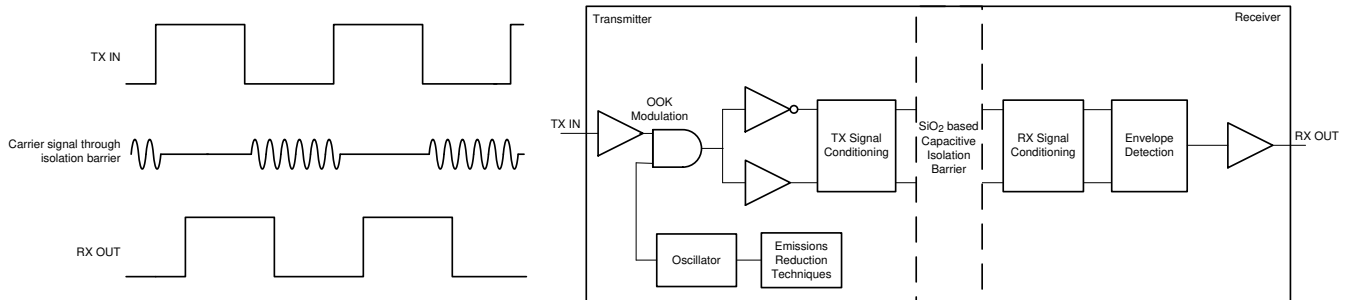 TX IN
Carrier signal through
isolation barrier
RX OUT
Transmitter
Receiver
OOK
Modulation
TX IN
TX Signal
Conditioning
SiO2 based
Capacitive
Isolation
Barrier
RX Signal
Conditioning
Envelope
Detection
RX OUT
Oscillator
Emissions
Reduction
Techniques